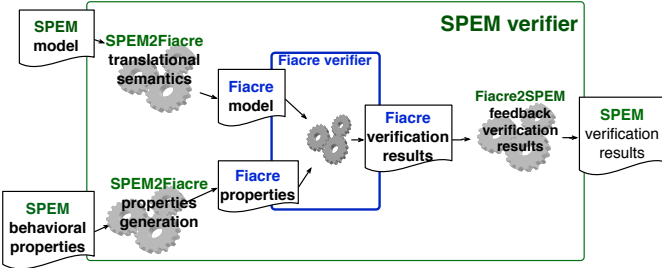 SPEM verifier
SPEM
model
SPEM2Fiacre
translational
semantics
Fiacre verifier
Fiacre
model
Fiacre
verification
results
Fiacre2SPEM
feedback
verification
results
SPEM
verification
results
SPEM
behavioral
properties
SPEM2Fiacre
properties
generation
Fiacre
properties